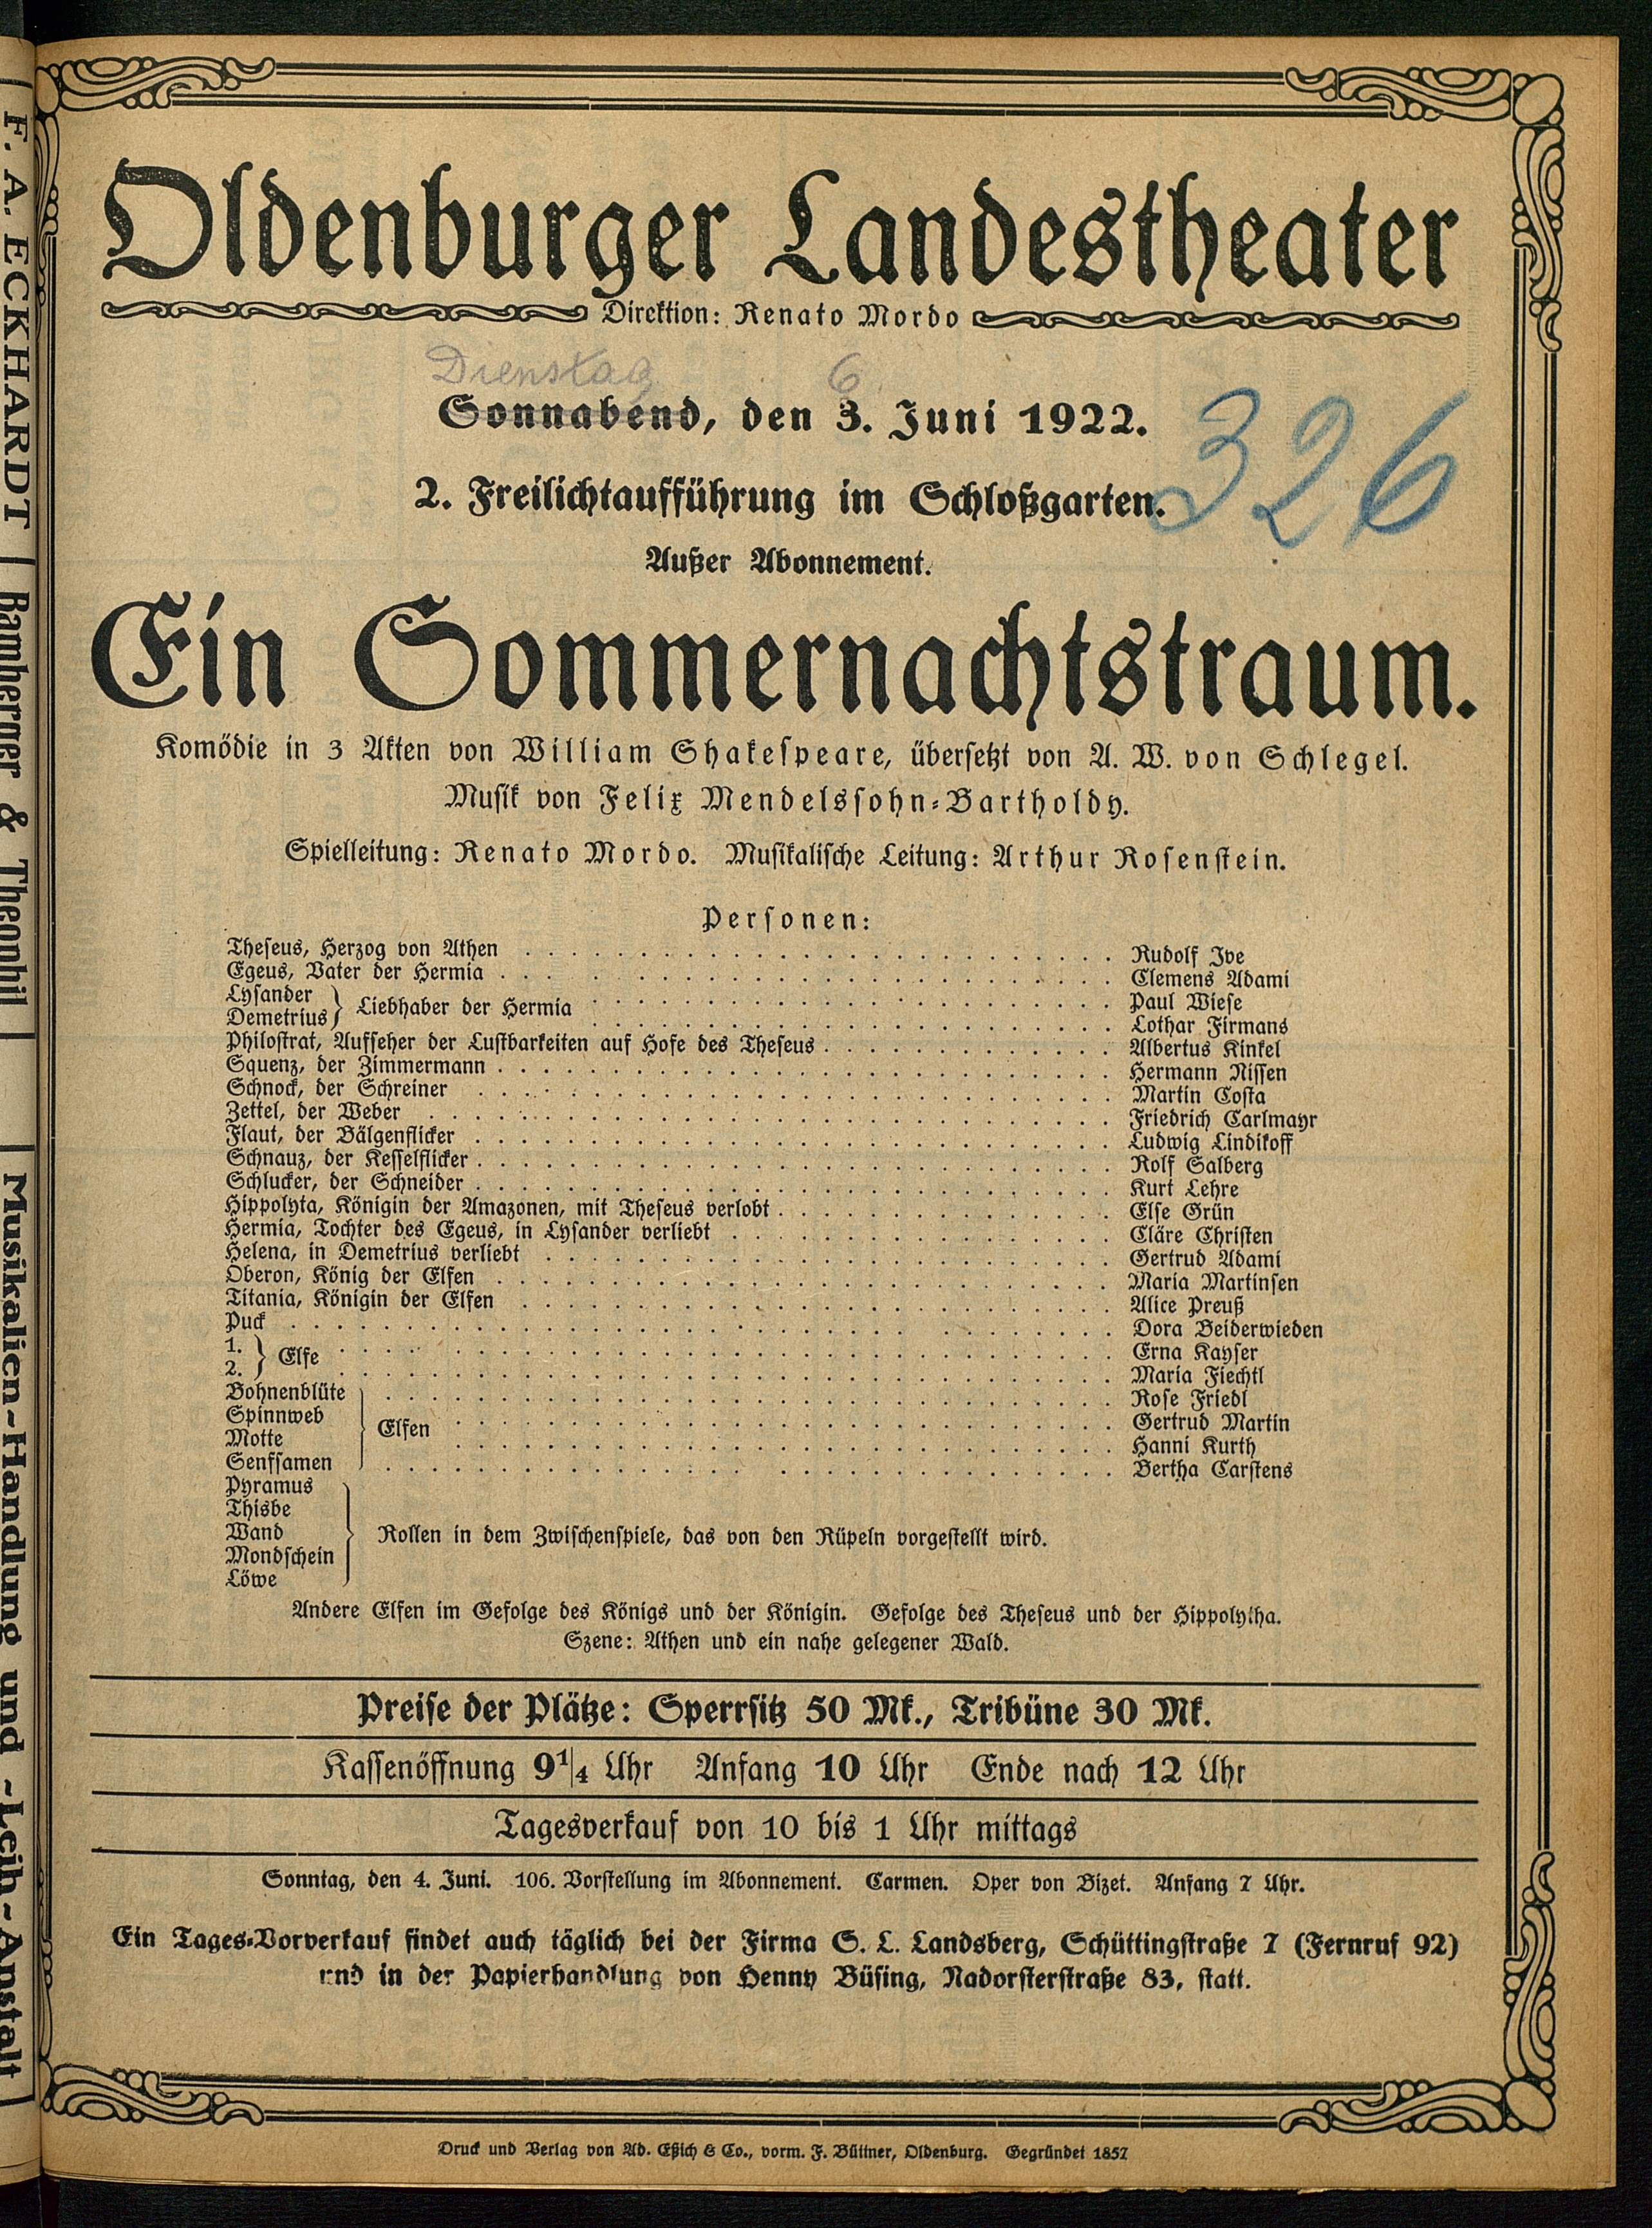 Oldenburger Landestheater
Direktion: Renato Mordo
Dienstag 6
Sonnabend, den 3. Juni 1922.
326
2. Freilichtaufführung im Schloßgarten.
Außer Abonnement.
Ein Sommernachtstraum.
Komödie in 3 Akten von William Shakespeare, übersetzt von A. W. von Schlegel.
Musik von Felix Mendelssohn-Bartholdy.
Spielleitung: Renato Mordo. Musikalische Leitung: Arthur Rosenstein.
Personen:
Theseus, Herzog von Athen . . . Rudolf Ive
Egeus, Vater der Hermia . . . Clemens Adami
Lysander } Liebhaber der Hermia . . . Paul Wiese
Demetrius } . . . Lothar Firmans
Philostrat, Aufseher der Lustbarkeiten auf Hofe des Theseus . . . Albertus Kinkel
Squenz, der Zimmermann . . . Hermann Nissen
Schnock, der Schreiner . . . Martin Costa
Zettel, der Weber . . . Friedrich Carlmayr
Flaut, der Bälgenflicker . . . Ludwig Lindikoff
Schnauz, der Kesselflicker . . . Rolf Salberg
Schlucker, der Schneider . . . Kurt Lehre
Hippolyta, Königin der Amazonen, mit Theseus verlobt . . . Else Grün
Hermia, Tochter des Egeus, in Lysander verliebt . . . Cläre Christen
Helena, in Demetrius verliebt . . . Gertrud Adami
Oberon, König der Elfen . . . Maria Martinsen
Titania, Königin der Elfen . . . Alice Preuß
Puck . . . Dora Beiderwieden
1. } Elfe . . . Erna Kayser
2. } . . . Maria Fiechtl
Bohnenblüte } . . . Rose Friedl
Spinnweb } Elfen . . . Gertrud Martin
Motte } . . . Hanni Kurth
Senfsamen } . . . Bertha Carstens
Pyramus
Thisbe
Wand } Rollen in dem Zwischenspiele, das von den Rüpeln vorgestellt wird.
Mondschein
Löwe
Andere Elfen im Gefolge des Königs und der Königin. Gefolge des Theseus und der Hippolytha.
Szene: Athen und ein nahe gelegener Wald.
Preise der Plätze: Sperrsitz 50 Mk., Tribüne 30 Mk.
Kassenöffnung 9 1/4 Uhr Anfang 10 Uhr Ende nach 12 Uhr
Tagesverkauf von 10 bis 1 Uhr mittags
Sonntag, den 4. Juni. 106. Vorstellung im Abonnement. Carmen. Oper von Bizet. Anfang 7 Uhr.
Ein Tages-Vorverkauf findet auch täglich bei der Firma S. L. Landsberg, Schüttingstraße 7 (Fernruf 92)
und in der Papierhandlung von Henny Büsing, Nadorsterstraße 83, statt.
Druck und Verlag von Ad. Eßich & Co., vorm. F. Büttner, Oldenburg. Gegründet 1857
F. A. ECKHARDT | Bamberger & Theophil | Musikalien-Handlung und -Leih-Anstalt